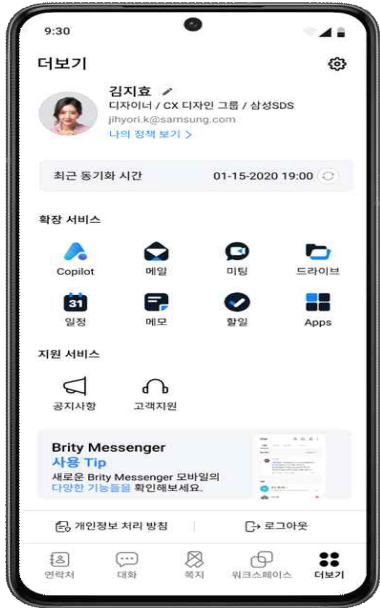 9:30
더보기
김지효
디자이너 / CX 디자인 그룹 / 삼성SDS
jihyori.k@samsung.com
나의 정책 보기 >
최근 동기화 시간 01-15-2020 19:00
확장 서비스
Copilot 메일 미팅 드라이브
31
일정 메모 할일 Apps
지원 서비스
공지사항 고객지원
Brity Messenger
사용 Tip
새로운 Brity Messenger 모바일의
다양한 기능들을 확인해보세요.
개인정보 처리 방침 로그아웃
연락처 대화 쪽지 워크스페이스 더보기